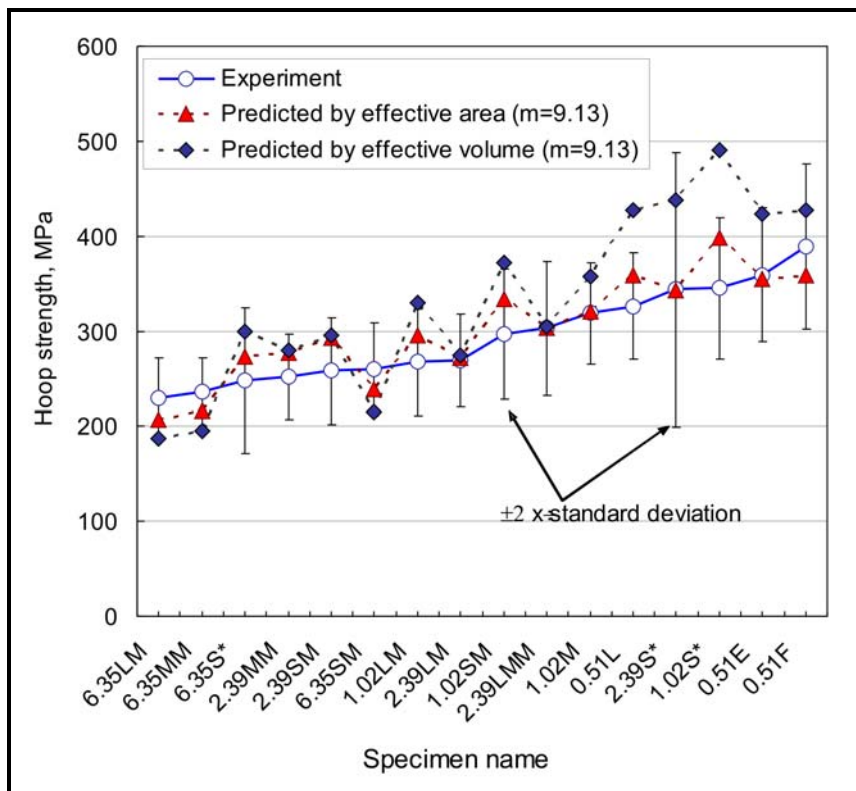 600
500
400
300
200
100
0
Hoop strength, MPa
Experiment
Predicted by effective area (m=9.13)
Predicted by effective volume (m=9.13)
±2 x-standard deviation
6.35LM
6.35MM
6.35S*
2.39MM
2.39SM
6.35SM
1.02LM
2.39LM
1.02SM
2.39LMM
1.02M
0.51L
2.39S*
1.02S*
0.51E
0.51F
Specimen name